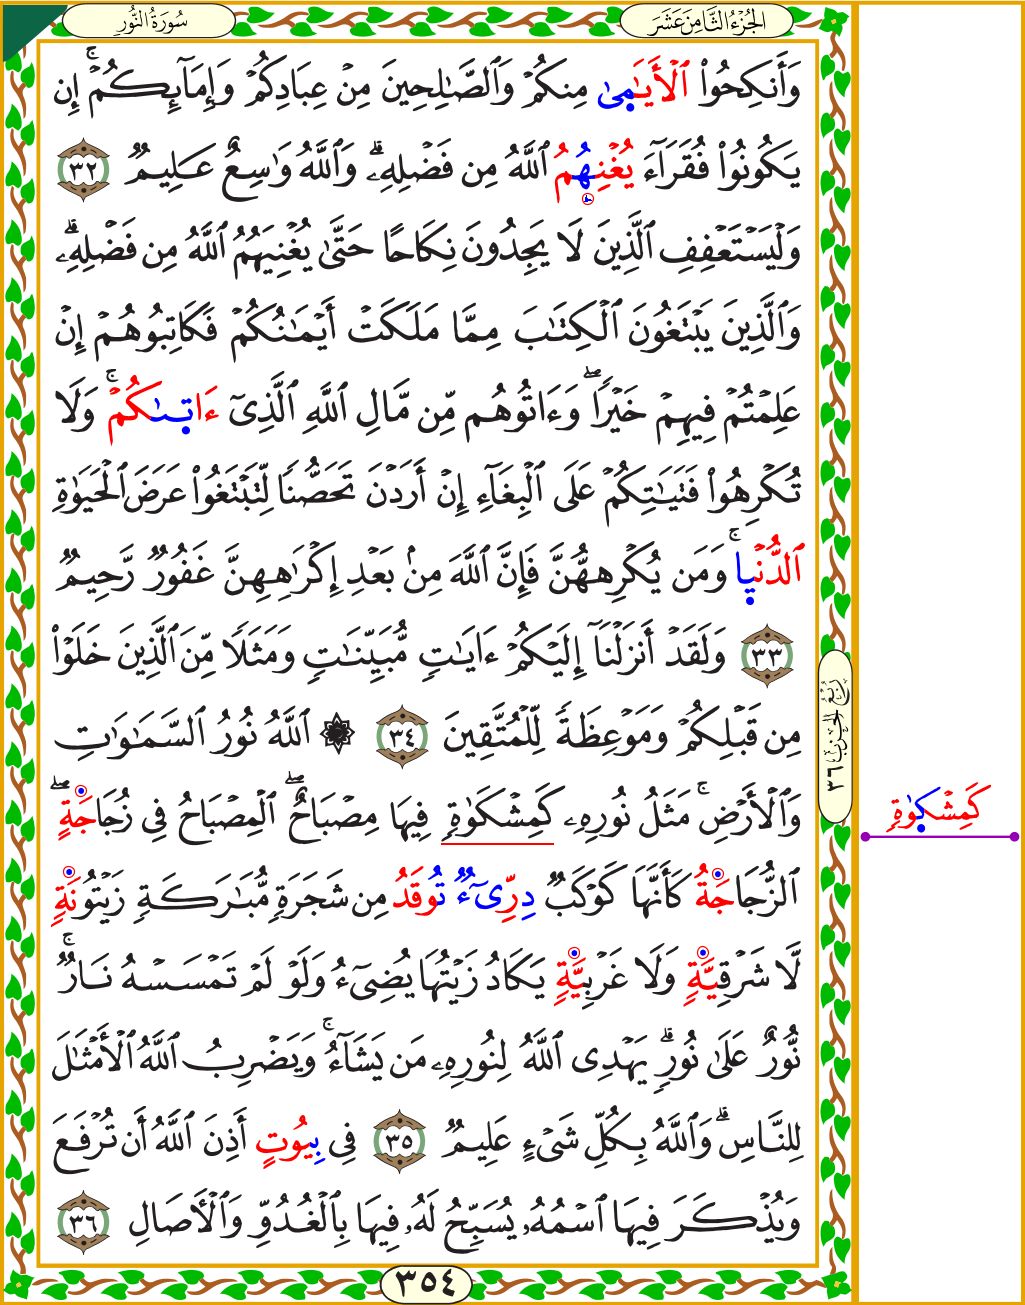 سُورَةُ النُّورِ
الجُزْءُ الثَّامِنَ عَشَرَ
وَأَنكِحُوا۟ ٱلْأَيَـٰمَىٰ مِنكُمْ وَٱلصَّـٰلِحِينَ مِنْ عِبَادِكُمْ وَإِمَآئِكُمْ ۚ إِن
يَكُونُوا۟ فُقَرَآءَ يُغْنِهِمُ ٱللَّهُ مِن فَضْلِهِۦ ۗ وَٱللَّهُ وَٰسِعٌ عَلِيمٌ ٣٢
وَلْيَسْتَعْفِفِ ٱلَّذِينَ لَا يَجِدُونَ نِكَاحًا حَتَّىٰ يُغْنِيَهُمُ ٱللَّهُ مِن فَضْلِهِۦ ۗ
وَٱلَّذِينَ يَبْتَغُونَ ٱلْكِتَـٰبَ مِمَّا مَلَكَتْ أَيْمَـٰنُكُمْ فَكَاتِبُوهُمْ إِنْ
عَلِمْتُمْ فِيهِمْ خَيْرًا ۖ وَءَاتُوهُم مِّن مَّالِ ٱللَّهِ ٱلَّذِىٓ ءَاتِىٰكُمْ ۚ وَلَا
تُكْرِهُوا۟ فَتَيَـٰتِكُمْ عَلَى ٱلْبِغَآءِ إِنْ أَرَدْنَ تَحَصُّنًا لِّتَبْتَغُوا۟ عَرَضَ ٱلْحَيَوٰةِ
ٱلدُّنْيِا ۚ وَمَن يُكْرِههُّنَّ فَإِنَّ ٱللَّهَ مِنۢ بَعْدِ إِكْرَٰهِهِنَّ غَفُورٌ رَّحِيمٌ
٣٣ وَلَقَدْ أَنزَلْنَآ إِلَيْكُمْ ءَايَـٰتٍ مُّبَيِّنَـٰتٍ وَمَثَلًا مِّنَ ٱلَّذِينَ خَلَوْا۟
مِن قَبْلِكُمْ وَمَوْعِظَةً لِّلْمُتَّقِينَ ٣٤ ۞ ٱللَّهُ نُورُ ٱلسَّمَـٰوَٰتِ
وَٱلْأَرْضِ ۚ مَثَلُ نُورِهِۦ كَمِشْكَوٰةٍ فِيهَا مِصْبَاحٌ ۖ ٱلْمِصْبَاحُ فِى زُجَاجَةٍ ۖ
ٱلزُّجَاجَةُ كَأَنَّهَا كَوْكَبٌ دِرِّىٓءٌ تُوقَدُ مِن شَجَرَةٍ مُّبَـٰرَكَةٍ زَيْتُونَةٍ
لَّا شَرْقِيَّةٍ وَلَا غَرْبِيَّةٍ يَكَادُ زَيْتُهَا يُضِىٓءُ وَلَوْ لَمْ تَمْسَسْهُ نَارٌ ۚ
نُّورٌ عَلَىٰ نُورٍ ۗ يَهْدِى ٱللَّهُ لِنُورِهِۦ مَن يَشَآءُ ۚ وَيَضْرِبُ ٱللَّهُ ٱلْأَمْثَـٰلَ
لِلنَّاسِ ۗ وَٱللَّهُ بِكُلِّ شَىْءٍ عَلِيمٌ ٣٥ فِى بِيُوتٍ أَذِنَ ٱللَّهُ أَن تُرْفَعَ
وَيُذْكَرَ فِيهَا ٱسْمُهُۥ يُسَبِّحُ لَهُۥ فِيهَا بِٱلْغُدُوِّ وَٱلْأَصَالِ ٣٦
رُبْعُ الحِزْبِ ٣٦
كَمِشْكِوٰةٍ
٣٥٤